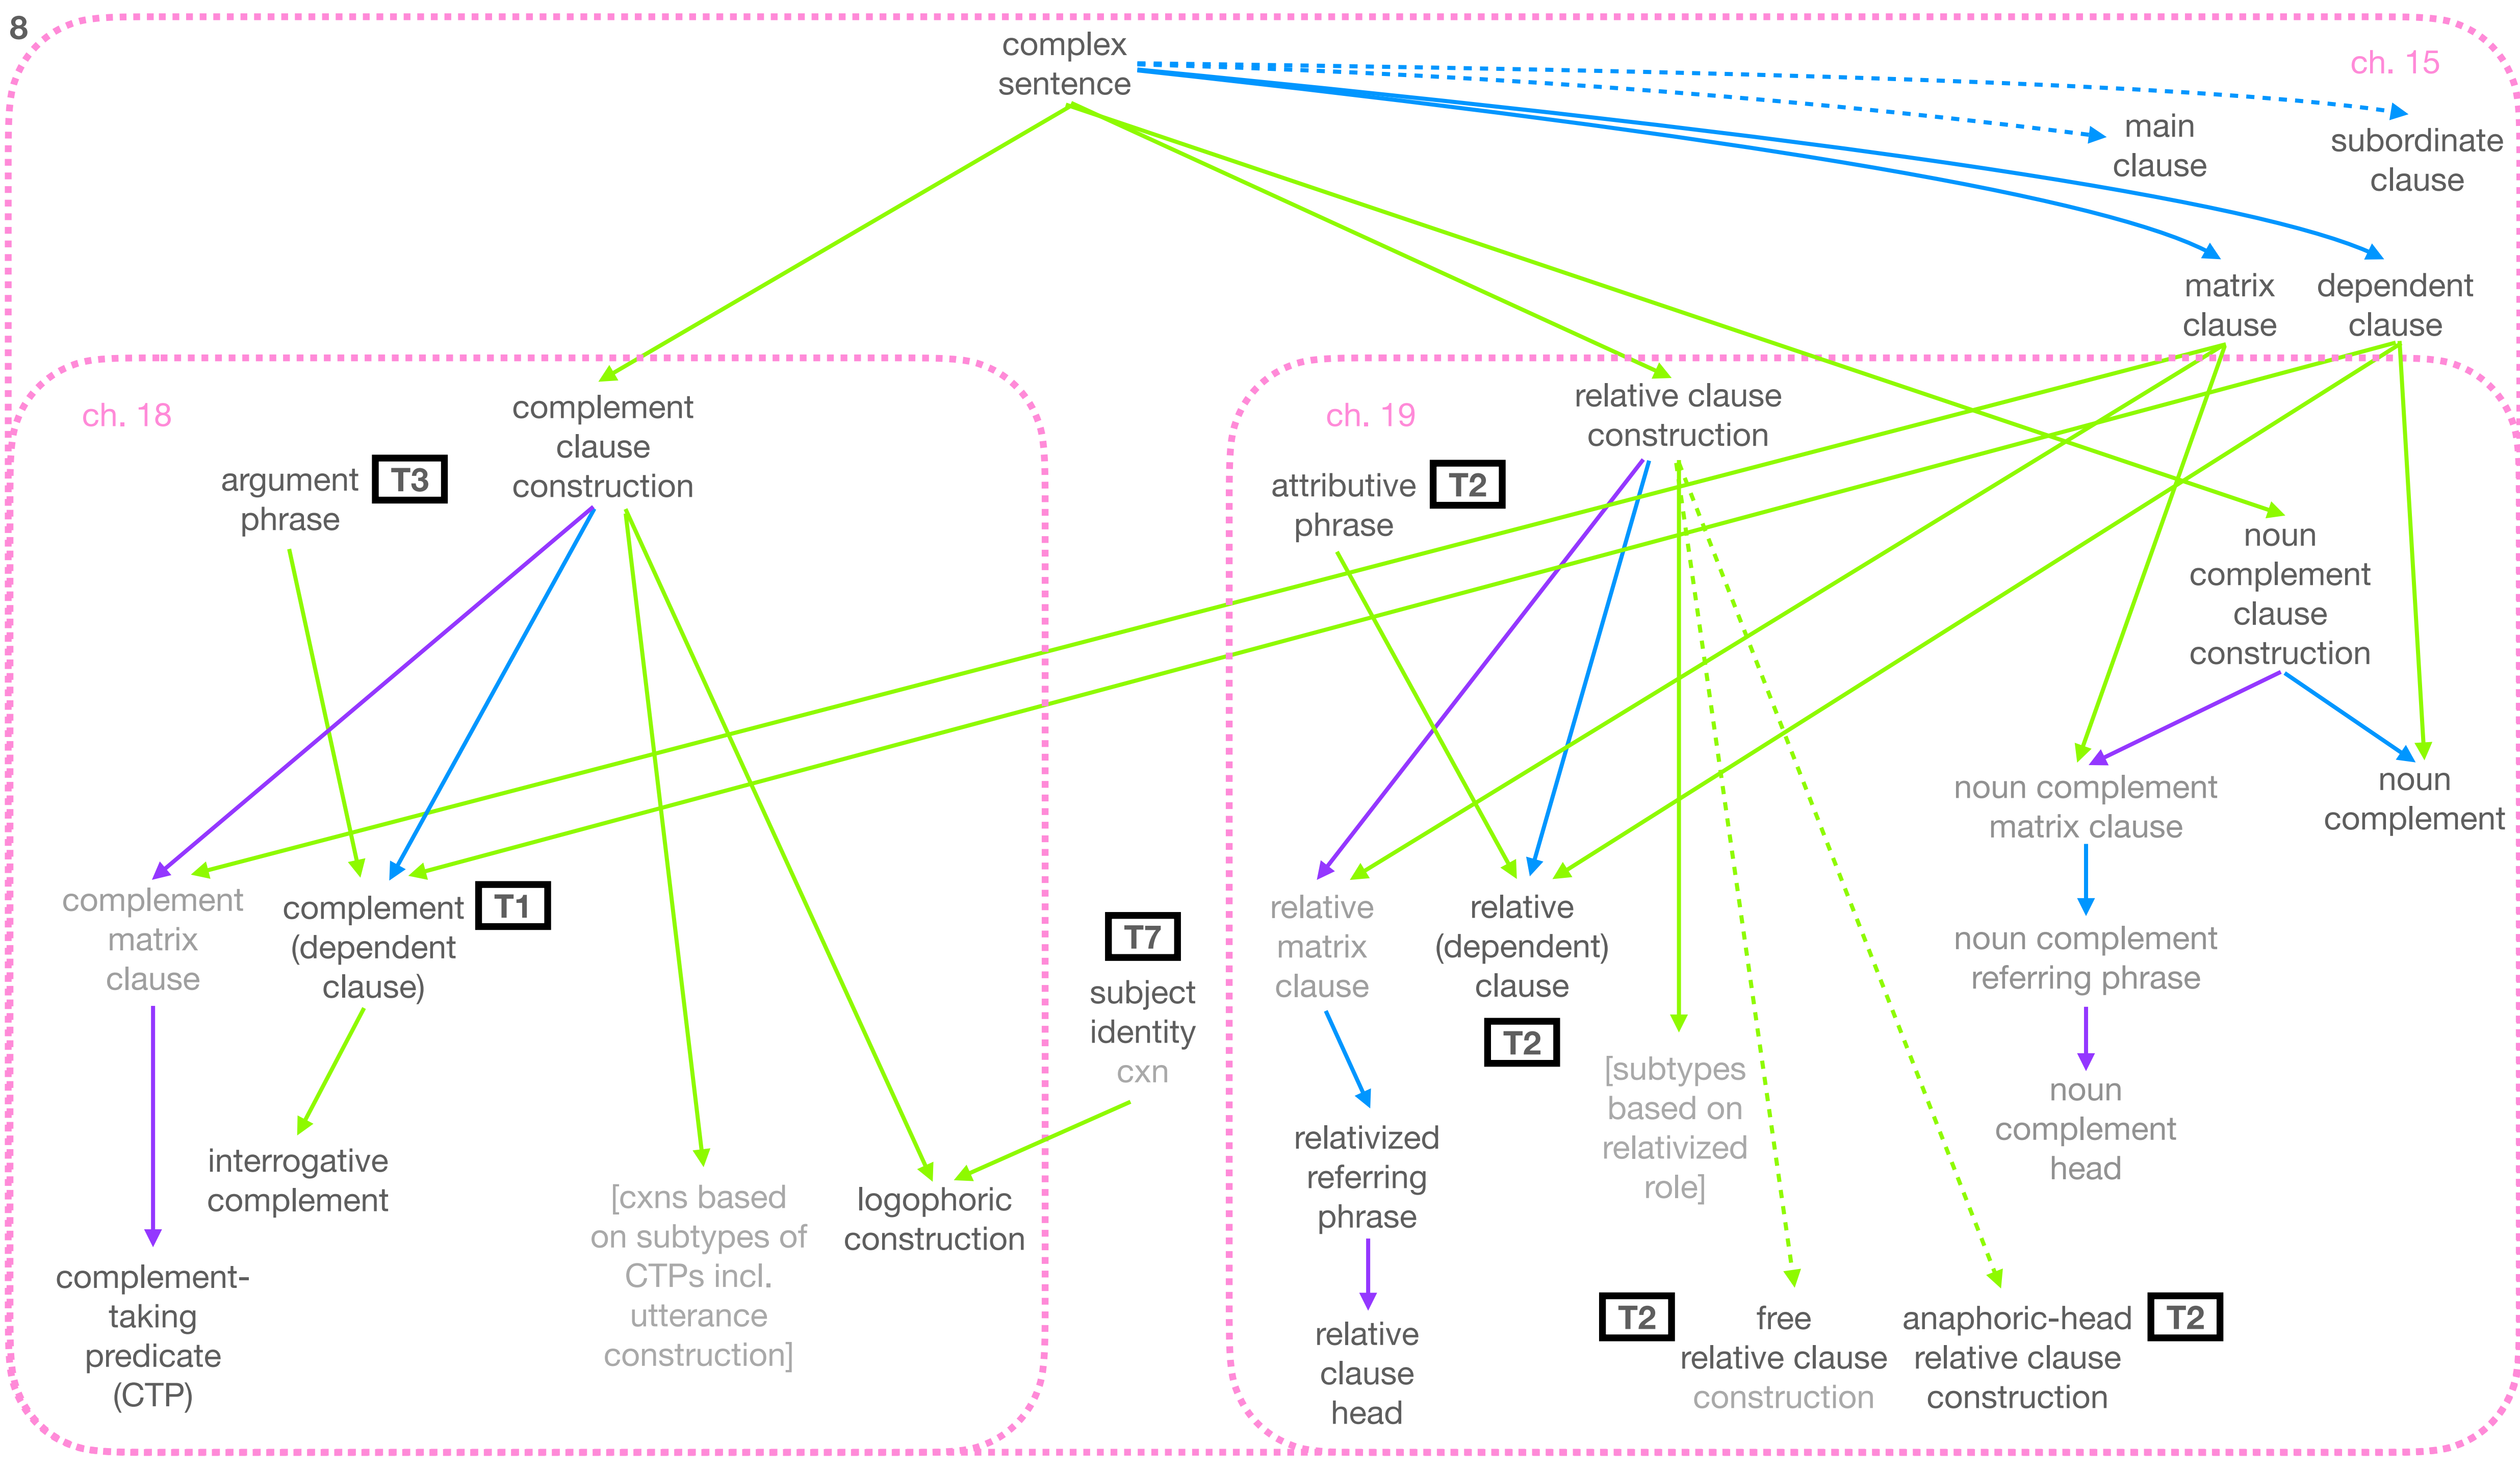 8
complex
sentence
ch. 15
main
clause
subordinate
clause
matrix
clause
dependent
clause
ch. 18
complement
clause
construction
argument
phrase
T3
ch. 19
relative clause
construction
attributive
phrase
T2
noun
complement
clause
construction
noun complement
matrix clause
noun
complement
complement
matrix
clause
complement
(dependent
clause)
T1
T7
subject
identity
cxn
relative
matrix
clause
relative
(dependent)
clause
T2
noun complement
referring phrase
[subtypes
based on
relativized
role]
noun
complement
head
interrogative
complement
[cxns based
on subtypes of
CTPs incl.
utterance
construction]
logophoric
construction
relativized
referring
phrase
complement-
taking
predicate
(CTP)
relative
clause
head
T2
free
relative clause
construction
anaphoric-head
relative clause
construction
T2